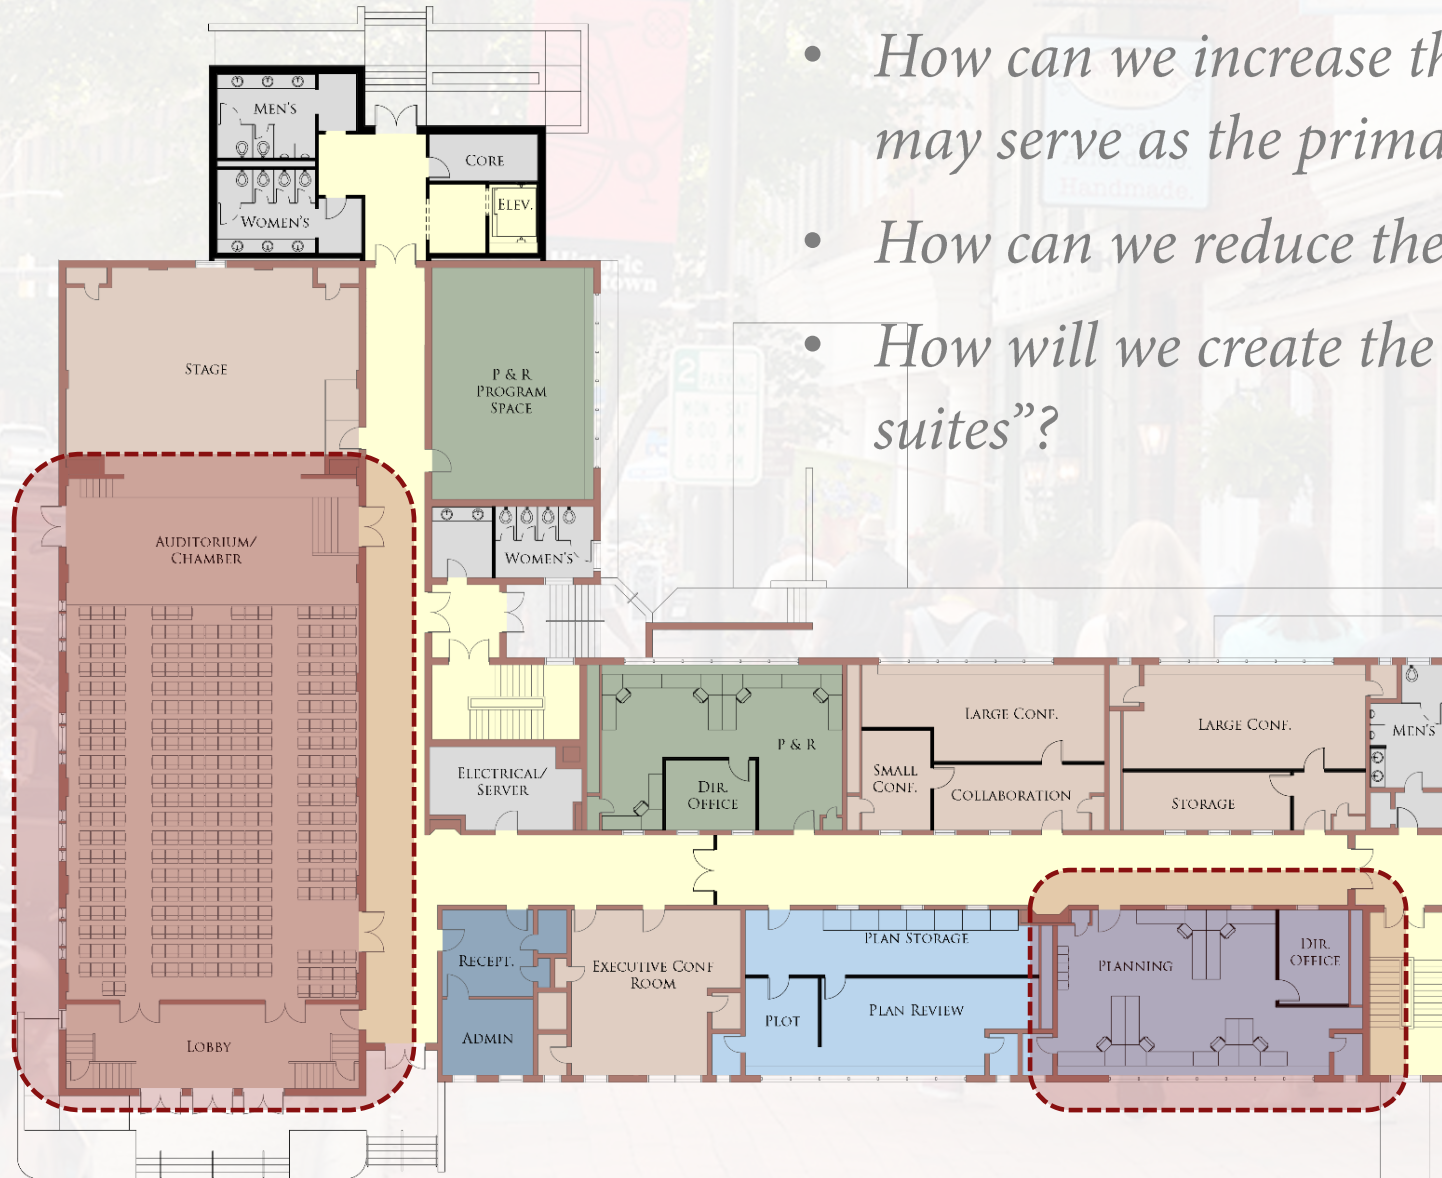 • How can we increase th
may serve as the prima
• How can we reduce the
• How will we create the
suites”?
MEN'S
CORE
WOMEN'S
ELEV.
STAGE
P & R
PROGRAM
SPACE
2 PARKING
AUDITORIUM/
CHAMBER
WOMEN'S
LARGE CONF.
LARGE CONF.
MEN'S
P & R
ELECTRICAL/
SERVER
DIR.
OFFICE
SMALL
CONF.
COLLABORATION
STORAGE
PLAN STORAGE
RECEPT.
EXECUTIVE CONF
ROOM
PLANNING
DIR.
OFFICE
PLOT
PLAN REVIEW
ADMIN
LOBBY
Handmade